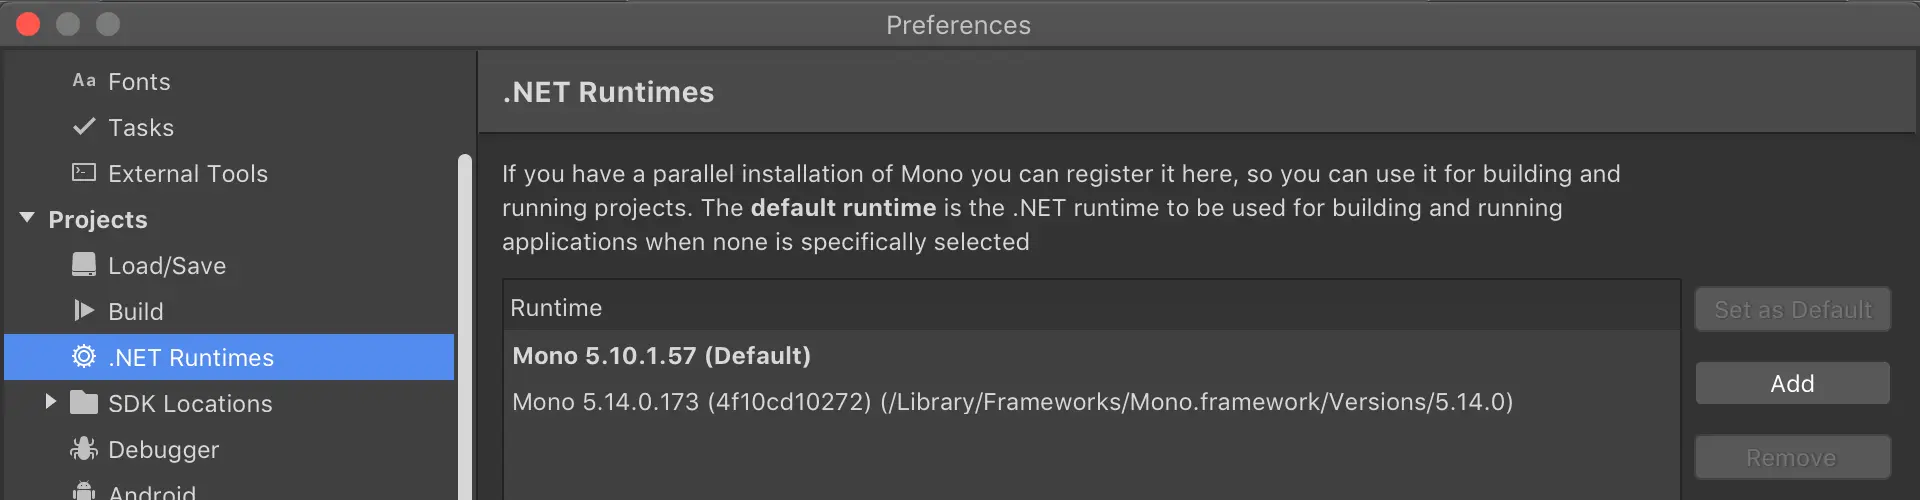 Preferences
Aa Fonts
Tasks
External Tools
Projects
Load/Save
Build
.NET Runtimes
SDK Locations
Debugger
Android
.NET Runtimes
If you have a parallel installation of Mono you can register it here, so you can use it for building and
running projects. The default runtime is the .NET runtime to be used for building and running
applications when none is specifically selected
Runtime
Mono 5.10.1.57 (Default)
Mono 5.14.0.173 (4f10cd10272) (/Library/Frameworks/Mono.framework/Versions/5.14.0)
Set as Default
Add
Remove